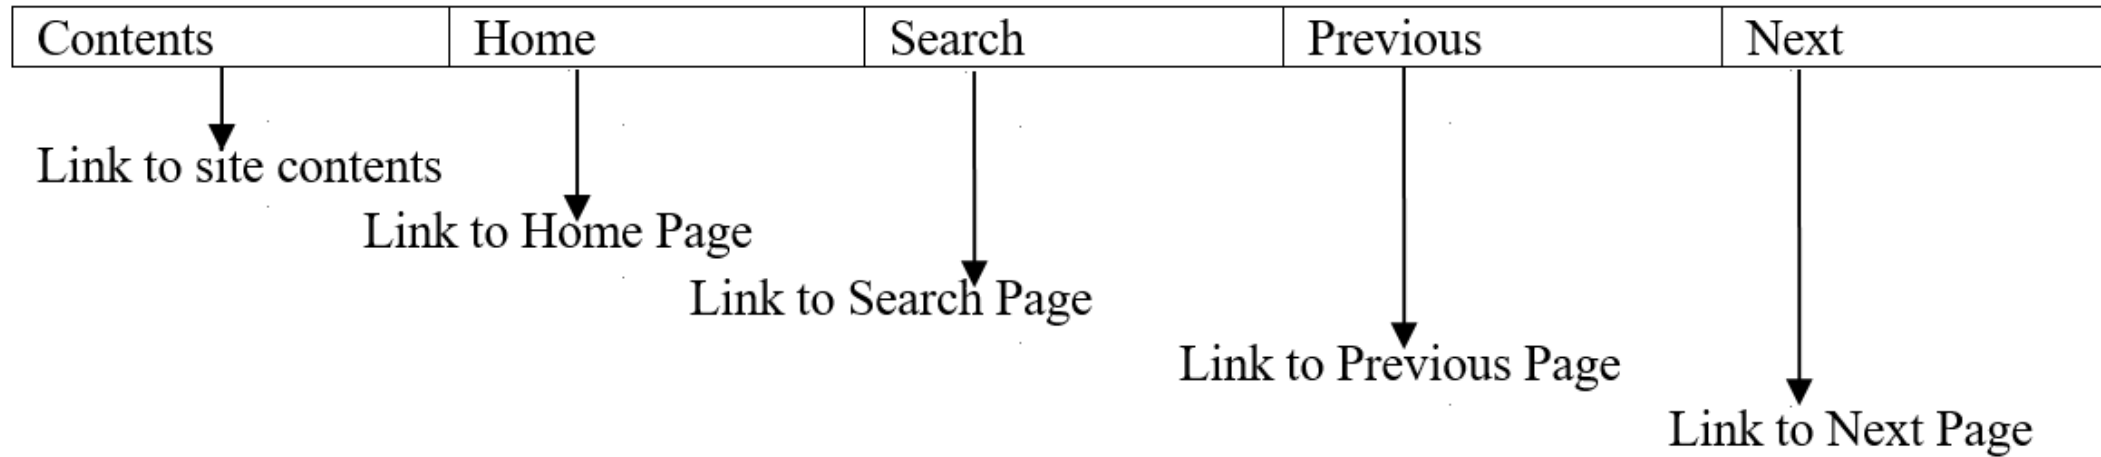 Contents Home Search Previous Next
Link to site contents
Link to Home Page
Link to Search Page
Link to Previous Page
Link to Next Page